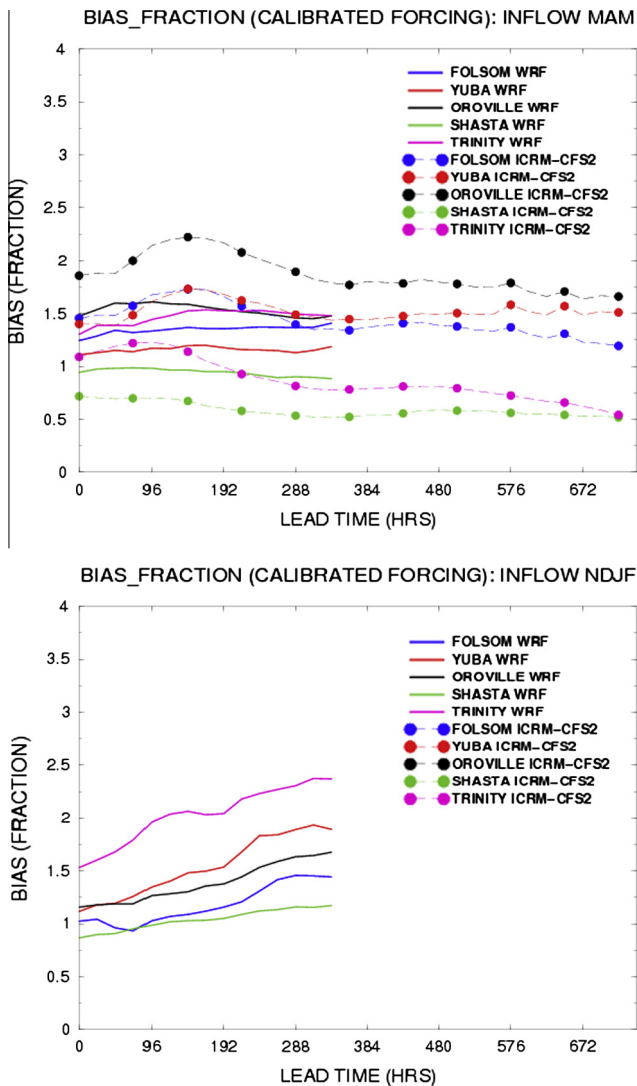 BIAS_FRACTION (CALIBRATED FORCING): INFLOW MAM
4
3.5
3
2.5
2
1.5
1
0.5
0
BIAS (FRACTION)
FOLSOM WRF
YUBA WRF
OROVILLE WRF
SHASTA WRF
TRINITY WRF
FOLSOM ICRM-CFS2
YUBA ICRM-CFS2
OROVILLE ICRM-CFS2
SHASTA ICRM-CFS2
TRINITY ICRM-CFS2
0 96 192 288 384 480 576 672
LEAD TIME (HRS)
BIAS_FRACTION (CALIBRATED FORCING): INFLOW NDJF
4
3.5
3
2.5
2
1.5
1
0.5
0
BIAS (FRACTION)
FOLSOM WRF
YUBA WRF
OROVILLE WRF
SHASTA WRF
TRINITY WRF
FOLSOM ICRM-CFS2
YUBA ICRM-CFS2
OROVILLE ICRM-CFS2
SHASTA ICRM-CFS2
TRINITY ICRM-CFS2
0 96 192 288 384 480 576 672
LEAD TIME (HRS)